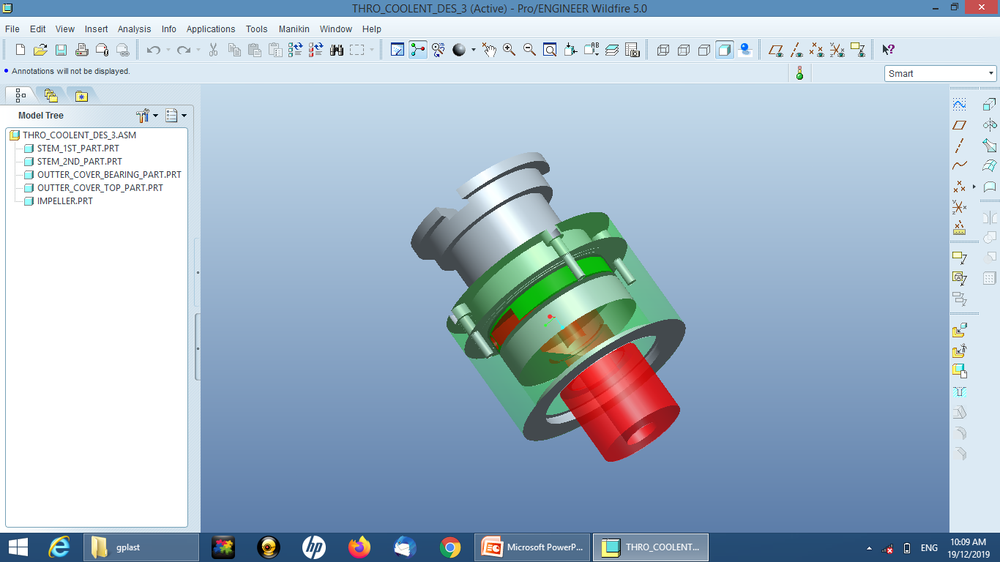 THRO_COOLENT_DES_3 (Active) - Pro/ENGINEER Wildfire 5.0
File Edit View Insert Analysis Info Applications Tools Manikin Window Help
Annotations will not be displayed.
Smart
Model Tree
THRO_COOLENT_DES_3.ASM
STEM_1ST_PART.PRT
STEM_2ND_PART.PRT
OUTTER_COVER_BEARING_PART.PRT
OUTTER_COVER_TOP_PART.PRT
IMPELLER.PRT
gplast
hp
Microsoft PowerP...
THRO_COOLENT...
ENG
10:09 AM
19/12/2019